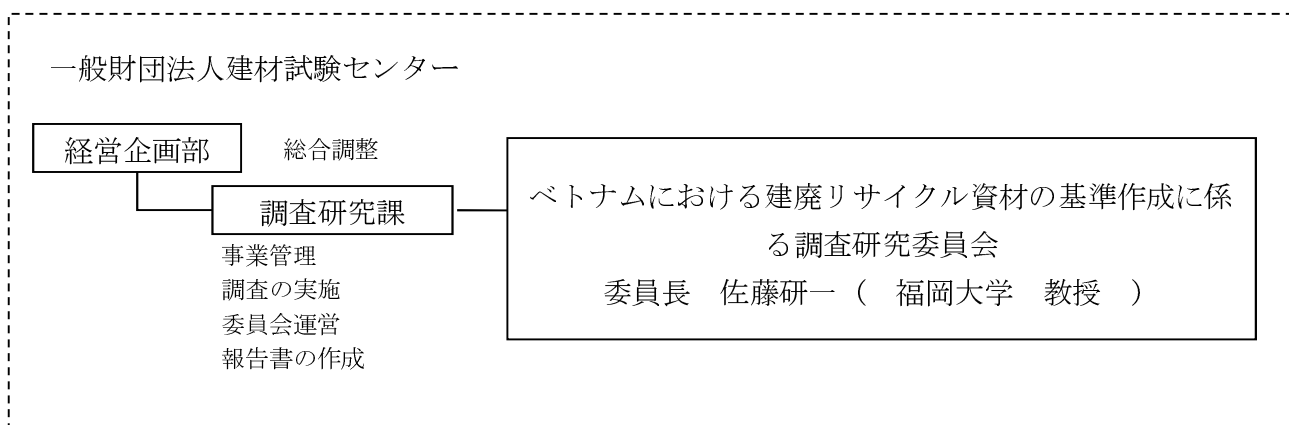 一般財団法人建材試験センター
経営企画部
総合調整
調査研究課
事業管理
調査の実施
委員会運営
報告書の作成
ベトナムにおける建廃リサイクル資材の基準作成に係
る調査研究委員会
委員長　佐藤研一（　福岡大学　教授　）